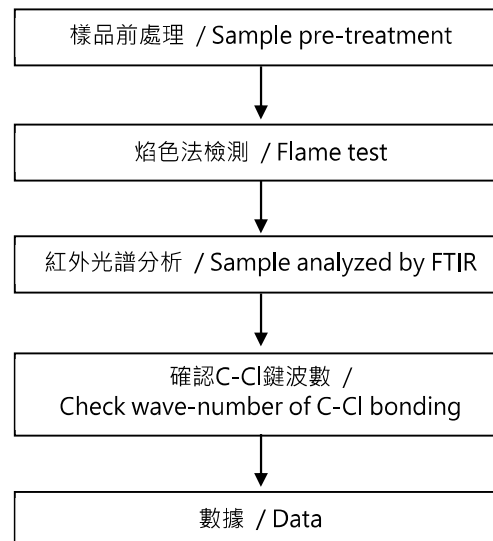 樣品前處理 / Sample pre-treatment
焰色法檢測 / Flame test
紅外光譜分析 / Sample analyzed by FTIR
確認C-Cl鍵波數 /
Check wave-number of C-Cl bonding
數據 / Data